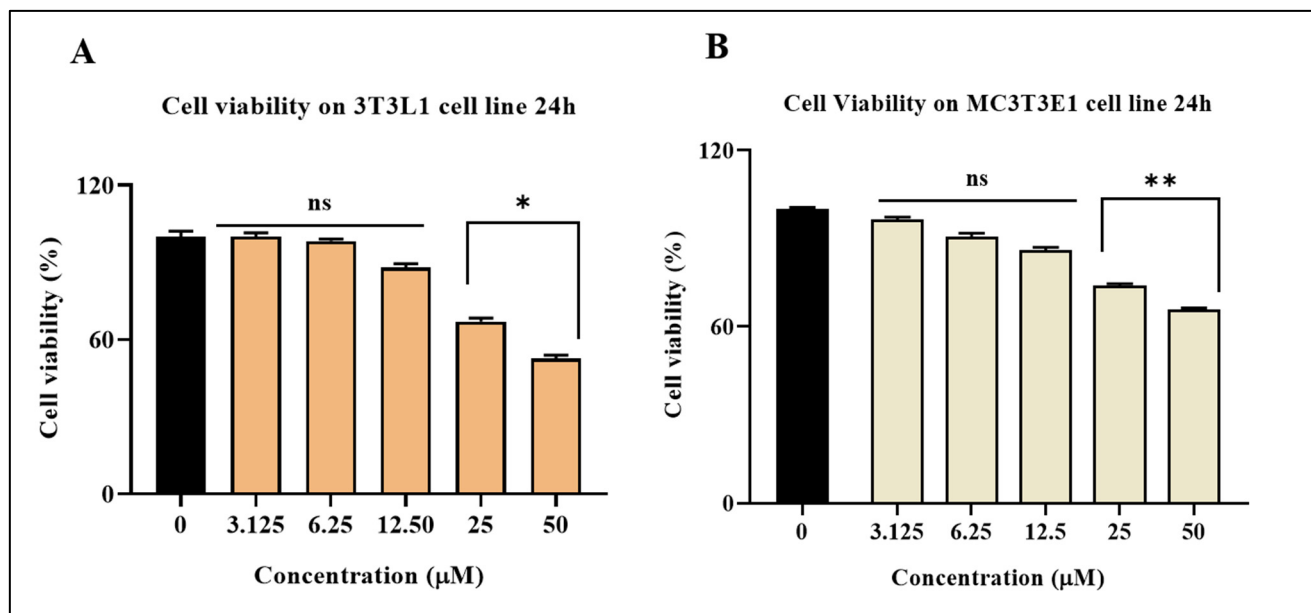 A
Cell viability on 3T3L1 cell line 24h
Cell viability (%)
120
60
0
ns
*
0 3.125 6.25 12.50 25 50
Concentration (μM)
B
Cell Viability on MC3T3E1 cell line 24h
Cell viability (%)
120
60
0
ns
**
0 3.125 6.25 12.5 25 50
Concentration (μM)